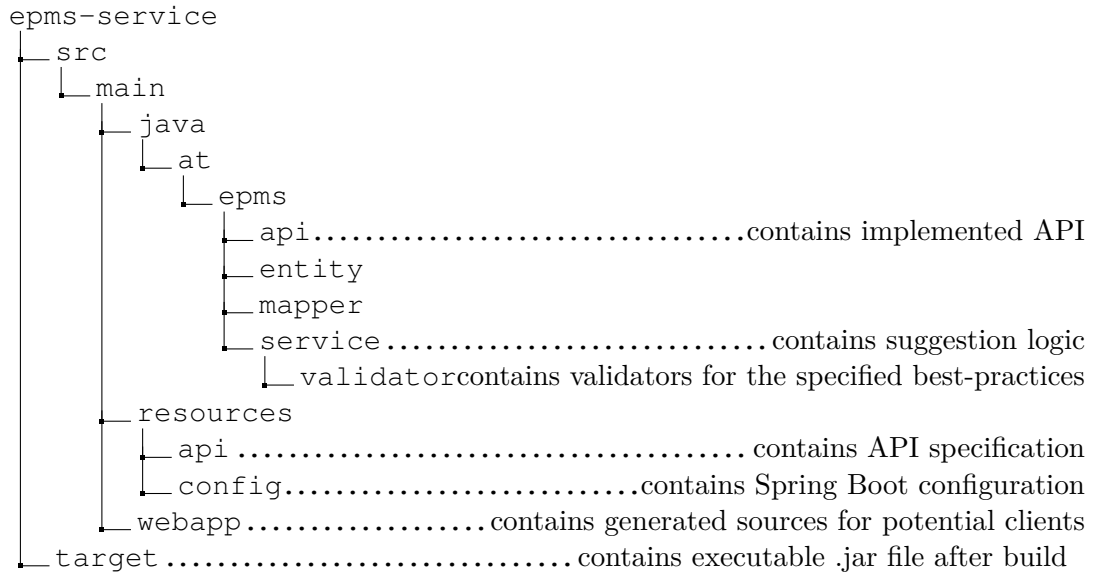 epms-service
src
main
java
at
epms
api.................................contains implemented API
entity
mapper
service.............................contains suggestion logic
validatorcontains validators for the specified best-practices
resources
api.......................................contains API specification
config...........................contains Spring Boot configuration
webapp..................contains generated sources for potential clients
target...............................contains executable .jar file after build